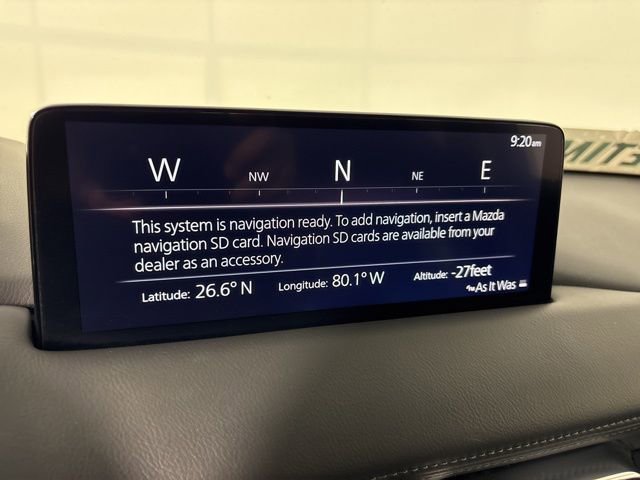 9:20am
W NW N NE E
This system is navigation ready. To add navigation, insert a Mazda
navigation SD card. Navigation SD cards are available from your
dealer as an accessory.
Latitude: 26.6° N Longitude: 80.1° W Altitude: -27feet
As It Was